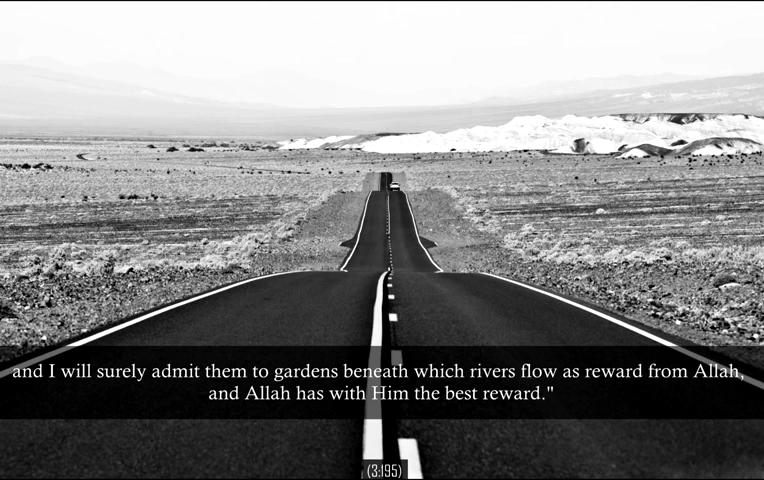 and I will surely admit them to gardens beneath which rivers flow as reward from Allah,
and Allah has with Him the best reward."
(3:195)